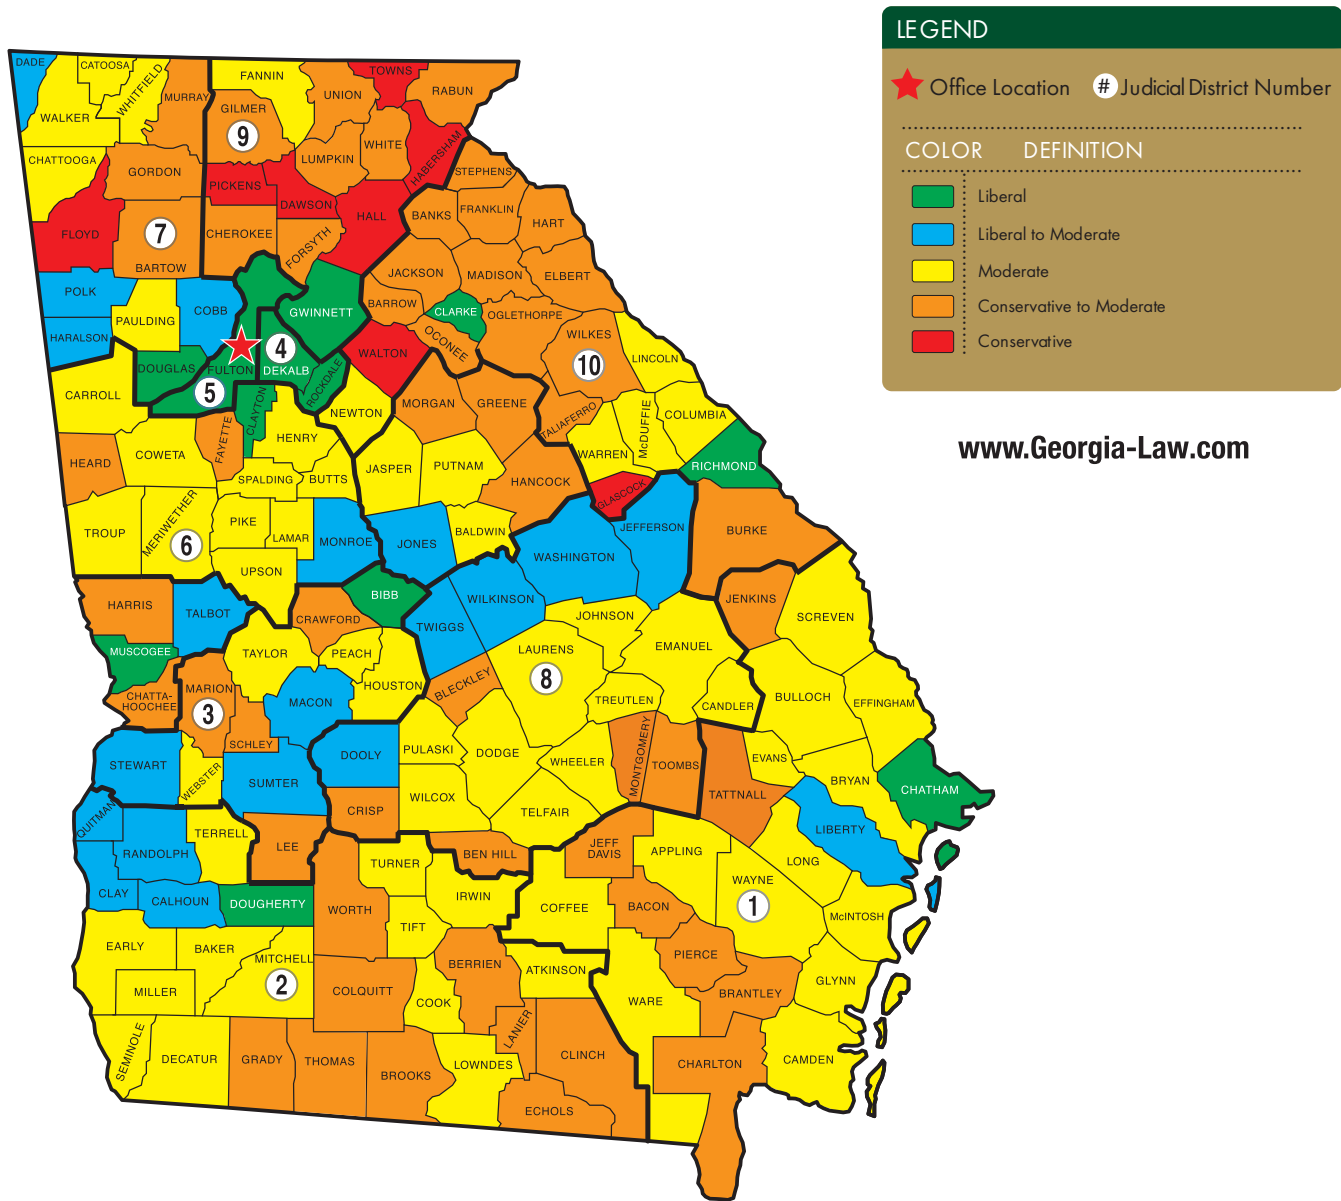 LEGEND
Office Location
# Judicial District Number
COLOR DEFINITION
Liberal
Liberal to Moderate
Moderate
Conservative to Moderate
Conservative
www.Georgia-Law.com
DADE
CATOOSA
WHITFIELD
WALKER
MURRAY
FANNIN
GILMER
9
UNION
TOWNS
RABUN
CHATTOOGA
GORDON
LUMPKIN
WHITE
HABERSHAM
STEPHENS
PICKENS
DAWSON
HALL
BANKS
FRANKLIN
HART
FLOYD
7
BARTOW
CHEROKEE
FORSYTH
JACKSON
MADISON
ELBERT
POLK
HARALSON
PAULDING
COBB
GWINNETT
BARROW
CLARKE
OGLETHORPE
OCONEE
WILKES
10
LINCOLN
DOUGLAS
FULTON
5
4
DEKALB
ROCKDALE
WALTON
CARROLL
CLAYTON
NEWTON
MORGAN
GREENE
TALIAFERRO
McDUFFIE
COLUMBIA
HEARD
COWETA
FAYETTE
HENRY
SPALDING
BUTTS
JASPER
PUTNAM
HANCOCK
WARREN
RICHMOND
GLASCOCK
TROUP
MERIWETHER
6
PIKE
LAMAR
MONROE
JONES
BALDWIN
WASHINGTON
JEFFERSON
BURKE
UPSON
HARRIS
TALBOT
CRAWFORD
BIBB
TWIGGS
WILKINSON
JOHNSON
JENKINS
SCREVEN
MUSCOGEE
TAYLOR
PEACH
HOUSTON
BLECKLEY
LAURENS
8
EMANUEL
CHATTA-
HOOCHEE
MARION
3
SCHLEY
MACON
TREUTLEN
CANDLER
BULLOCH
EFFINGHAM
STEWART
WEBSTER
SUMTER
DOOLY
PULASKI
DODGE
WHEELER
MONTGOMERY
TOOMBS
EVANS
TATTNALL
BRYAN
CHATHAM
QUITMAN
RANDOLPH
TERRELL
LEE
CRISP
WILCOX
TELFAIR
LIBERTY
BEN HILL
JEFF
DAVIS
APPLING
LONG
CLAY
CALHOUN
DOUGHERTY
WORTH
TURNER
IRWIN
TIFT
COFFEE
BACON
WAYNE
1
McINTOSH
EARLY
BAKER
MITCHELL
2
MILLER
COLQUITT
COOK
BERRIEN
ATKINSON
WARE
PIERCE
BRANTLEY
GLYNN
SEMINOLE
DECATUR
GRADY
THOMAS
BROOKS
LOWNDES
LANIER
CLINCH
ECHOLS
CHARLTON
CAMDEN